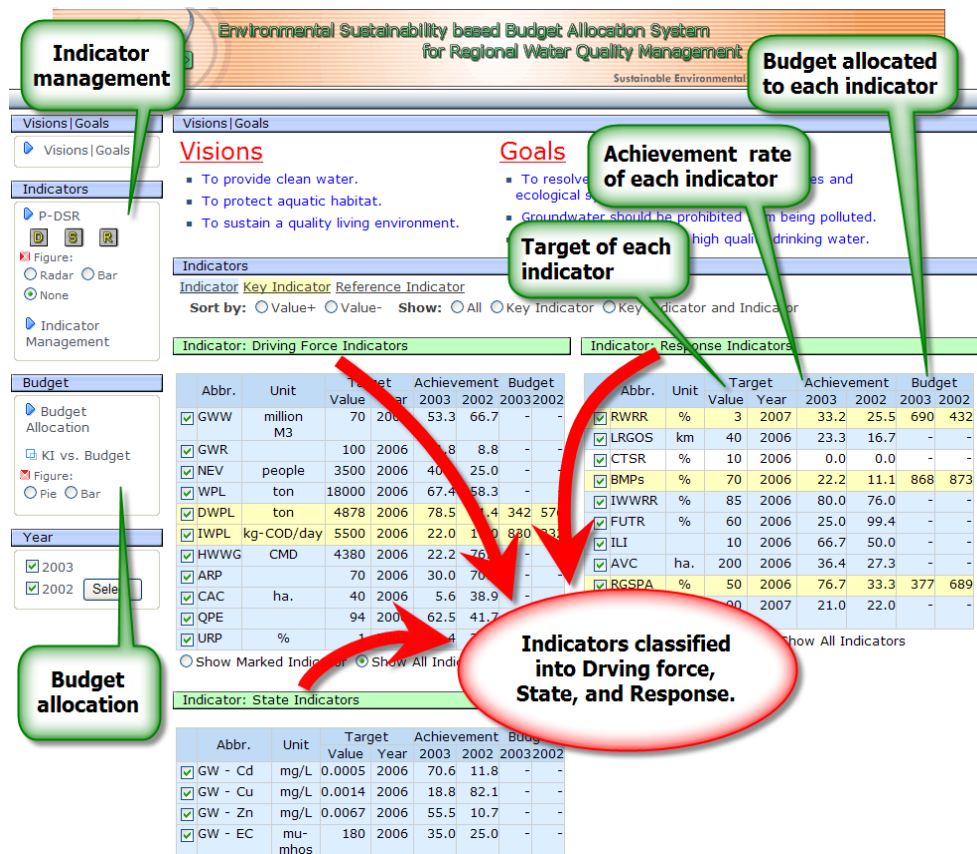 Environmental Sustainability based Budget Allocation System
for Regional Water Quality Management
Sustainable Environmental
Indicator
management
Budget allocated
to each indicator
Achievement rate
of each indicator
Target of each
indicator
Visions|Goals
Visions|Goals
Indicators
P-DSR
D S R
Figure:
Radar Bar
None
Indicator
Management
Budget
Budget
Allocation
KI vs. Budget
Figure:
Pie Bar
Year
2003
2002
Budget
allocation
Visions|Goals
Visions
To provide clean water.
To protect aquatic habitat.
To sustain a quality living environment.
Goals
To resolve es and
ecological
Groundwater should be prohibited from being polluted.
high quality drinking water.
Indicators
Indicator Key Indicator Reference Indicator
Sort by: Value+ Value- Show: All Key Indicator Key Indicator and Indicator
Indicator: Driving Force Indicators
Abbr. Unit Target Achievement Budget
Value Year 2003 2002 2003 2002
GWW million M3 70 53.3 66.7 - -
GWR 100 2006 8.8 - -
NEV people 3500 2006 25.0 - -
WPL ton 18000 2006 67.4 58.3 - -
DWPL ton 4878 2006 78.5 342
IWPL kg-COD/day 5500 2006 22.0
HWWG CMD 4380 2006 22.2 -
ARP 70 2006 30.0 -
CAC ha. 40 2006 5.6 38.9 -
QPE 94 62.5 41.7
URP %
Show Marked Indicator Show All
Indicator: Response Indicators
Abbr. Unit Target Achievement Budget
Value Year 2003 2002 2003 2002
RWRR % 3 2007 33.2 25.5 690 432
LRGOS km 40 2006 23.3 16.7 - -
CTSR % 10 2006 0.0 0.0 - -
BMPs % 70 2006 22.2 11.1 868 873
IWWRR % 85 2006 80.0 76.0 - -
FUTR % 60 2006 25.0 99.4 - -
ILI 10 2006 66.7 50.0 - -
AVC ha. 200 2006 36.4 27.3 - -
RGSPA % 50 2006 76.7 33.3 377 689
2007 21.0 22.0 - -
Show All Indicators
Indicators classified
into Drving force,
State, and Response.
Indicator: State Indicators
Abbr. Unit Target Achievement Budget
Value Year 2003 2002 2003 2002
GW - Cd mg/L 0.0005 2006 70.6 11.8 - -
GW - Cu mg/L 0.0014 2006 18.8 82.1 - -
GW - Zn mg/L 0.0067 2006 55.5 10.7 - -
GW - EC mu-mhos 180 2006 35.0 25.0 - -